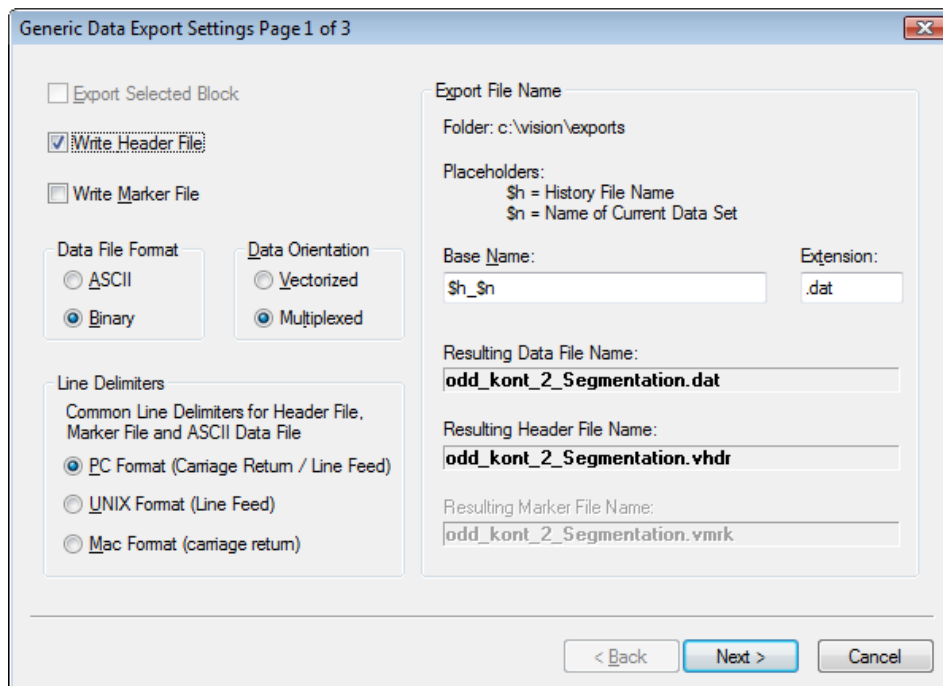 Generic Data Export Settings Page 1 of 3
Export Selected Block
Write Header File
Write Marker File
Data File Format
ASCII
Binary
Data Orientation
Vectorized
Multiplexed
Line Delimiters
Common Line Delimiters for Header File,
Marker File and ASCII Data File
PC Format (Carriage Return / Line Feed)
UNIX Format (Line Feed)
Mac Format (carriage return)
Export File Name
Folder: c:\vision\exports
Placeholders:
$h = History File Name
$n = Name of Current Data Set
Base Name:
$h_$n
Extension:
.dat
Resulting Data File Name:
odd_kont_2_Segmentation.dat
Resulting Header File Name:
odd_kont_2_Segmentation.vhdr
Resulting Marker File Name:
odd_kont_2_Segmentation.vmrk
< Back
Next >
Cancel